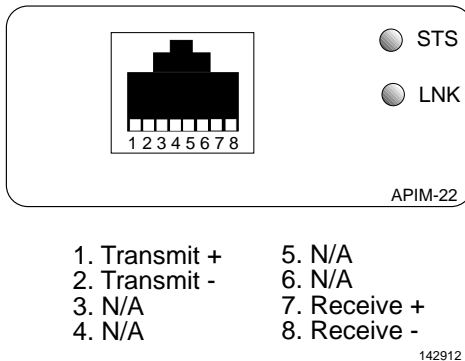 STS
LNK
1 2 3 4 5 6 7 8
APIM-22
1. Transmit +
2. Transmit -
3. N/A
4. N/A
5. N/A
6. N/A
7. Receive +
8. Receive -
142912